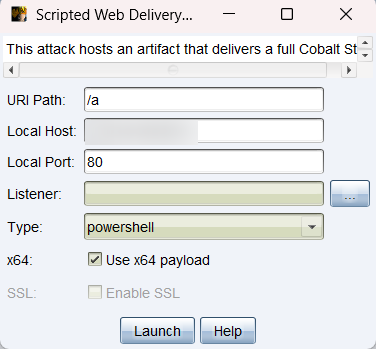 Scripted Web Delivery...
This attack hosts an artifact that delivers a full Cobalt St
URI Path: /a
Local Host:
Local Port: 80
Listener: ...
Type: powershell
x64: Use x64 payload
SSL: Enable SSL
Launch Help